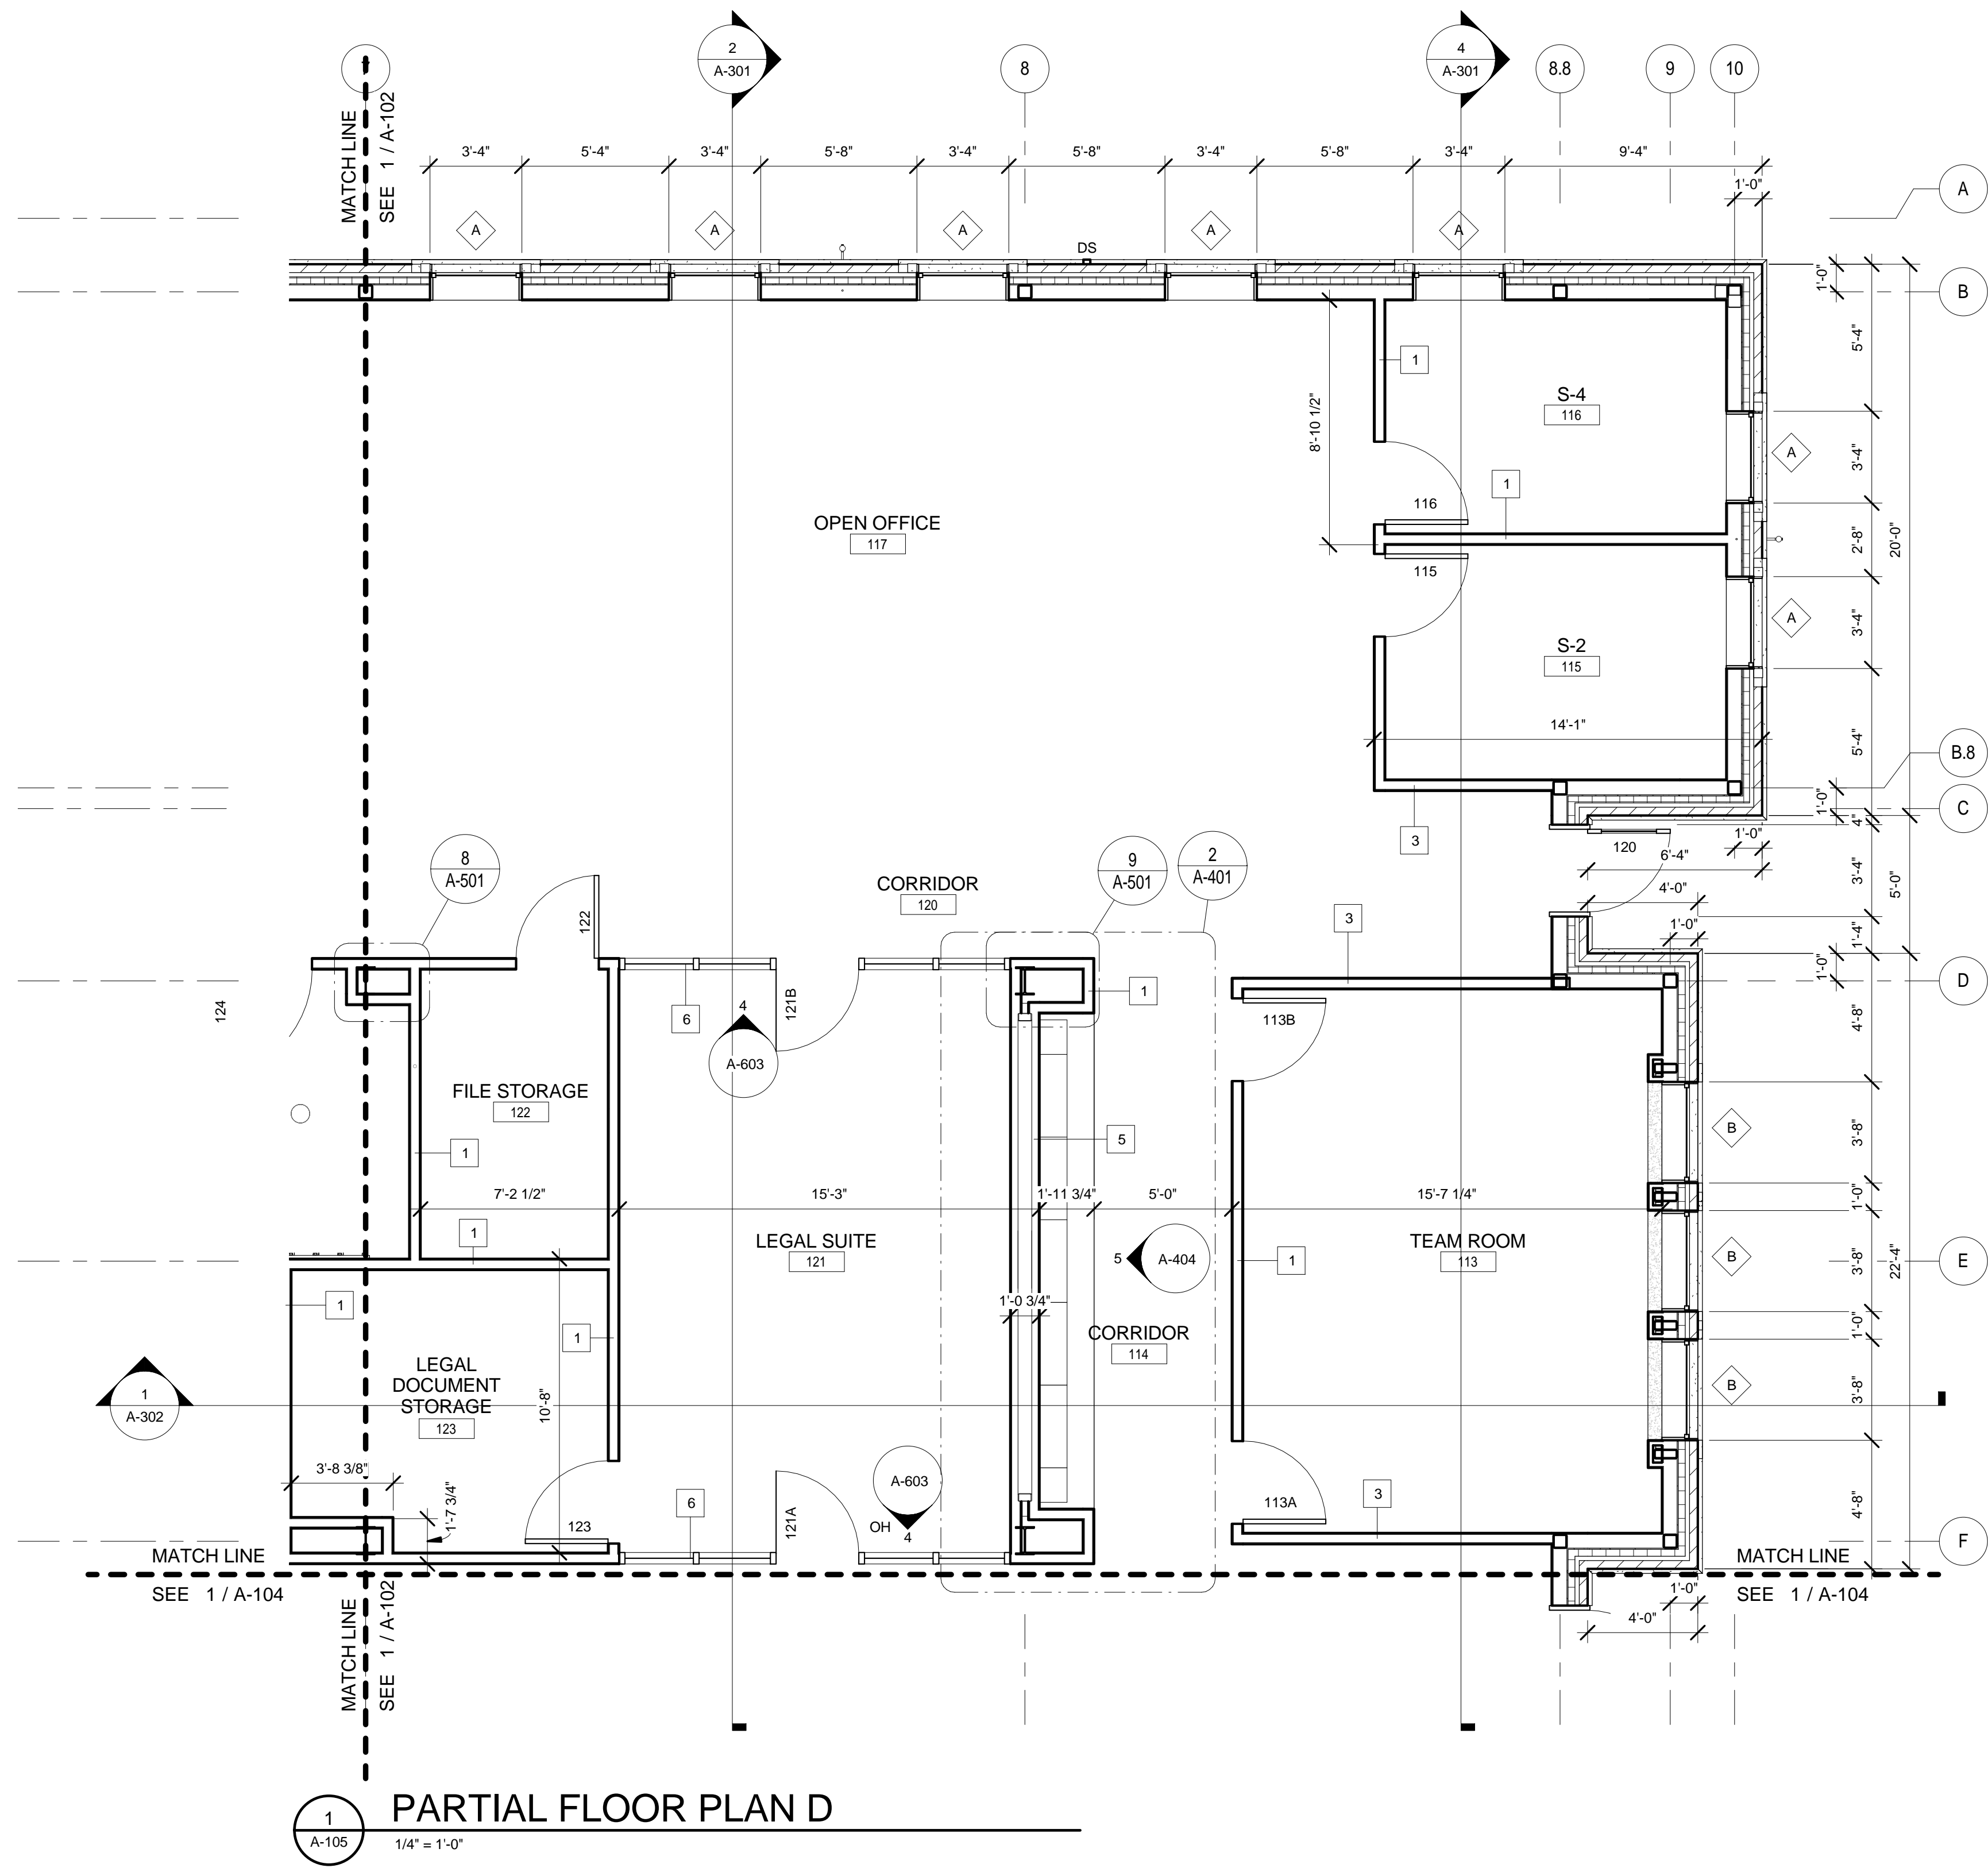 2
A-301
4
A-301
8
8.8
9
10
MATCH LINE
SEE 1 / A-102
3'-4"
5'-4"
3'-4"
5'-8"
3'-4"
5'-8"
3'-4"
5'-8"
3'-4"
9'-4"
1'-0"
A
A
A
A
A
A
DS
1'-0"
B
5'-4"
1
S-4
116
8'-10 1/2"
A
3'-4"
1
116
OPEN OFFICE
117
2'-8"
20'-0"
115
A
3'-4"
S-2
115
14'-1"
5'-4"
B.8
1'-0"
C
4"
3
1'-0"
120
6'-4"
8
A-501
9
A-501
2
A-401
3'-4"
5'-0"
CORRIDOR
120
4'-0"
122
3
1'-0"
1'-4"
1'-0"
D
124
6
4
A-603
121B
1
113B
4'-8"
FILE STORAGE
122
B
3'-8"
1
5
7'-2 1/2"
15'-3"
1'-11 3/4"
5'-0"
15'-7 1/4"
1'-0"
1
LEGAL SUITE
121
5
A-404
1
TEAM ROOM
113
B
3'-8"
22'-4"
E
1
1'-0 3/4"
1
CORRIDOR
114
1'-0"
LEGAL
DOCUMENT
STORAGE
123
10'-8"
1
A-302
B
3'-8"
3'-8 3/8"
1'-7 3/4"
A-603
4
OH
6
121A
123
113A
3
4'-8"
F
MATCH LINE
SEE 1 / A-104
MATCH LINE
SEE 1 / A-104
MATCH LINE
SEE 1 / A-102
1'-0"
4'-0"
1
A-105
PARTIAL FLOOR PLAN D
1/4" = 1'-0"